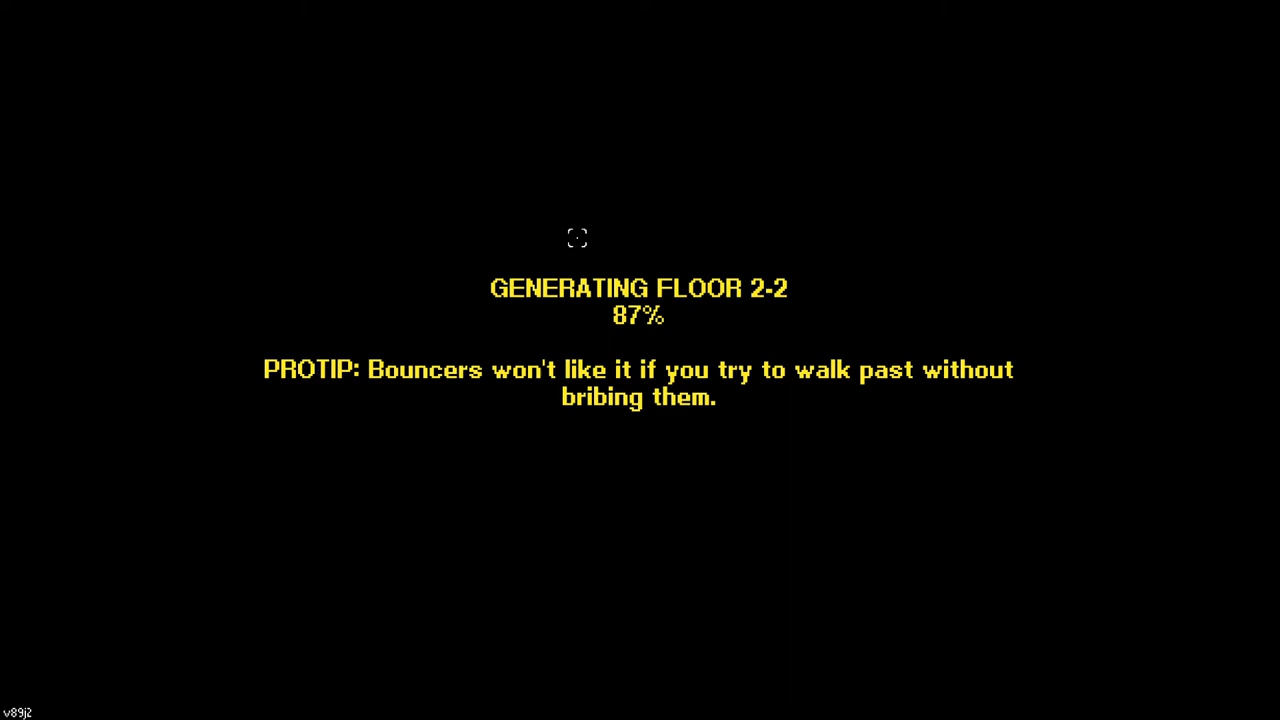 GENERATING FLOOR 2-2
87%
PROTIP: Bouncers won't like it if you try to walk past without
bribing them.
v89j2